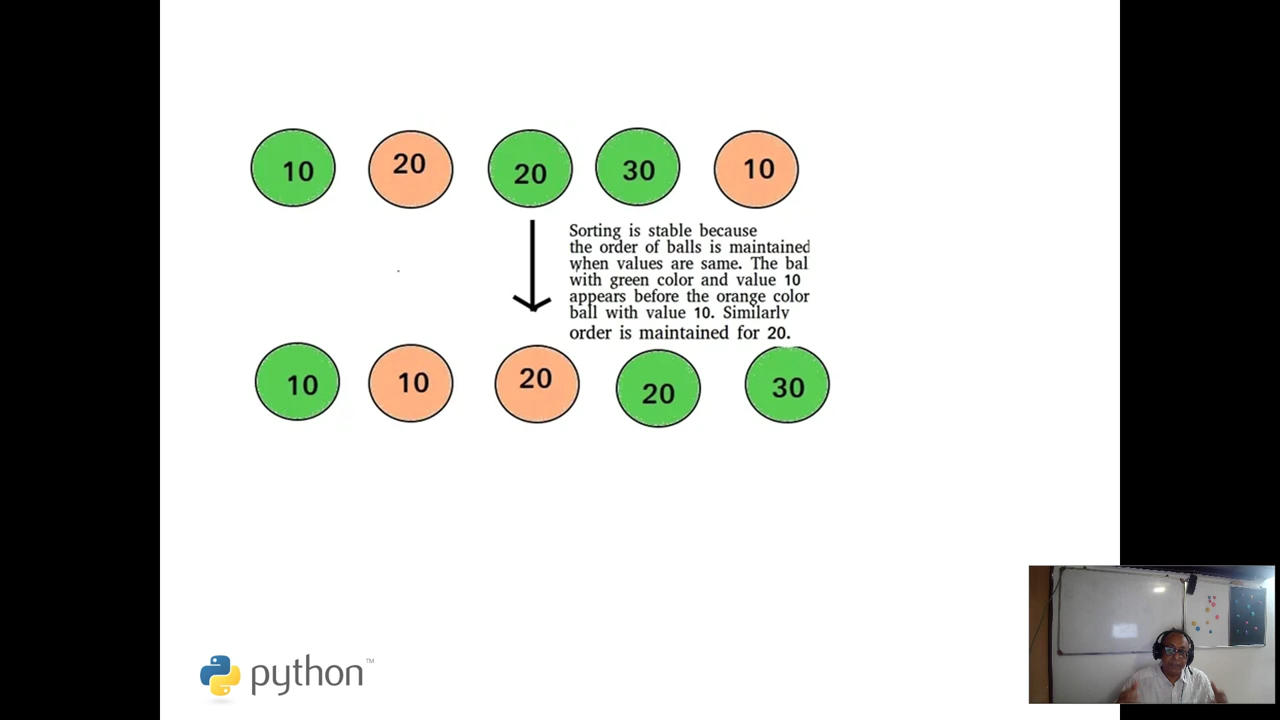 10 20 20 30 10
Sorting is stable because
the order of balls is maintained
when values are same. The bal
with green color and value 10
appears before the orange color
ball with value 10. Similarly
order is maintained for 20.
10 10 20 20 30
python™